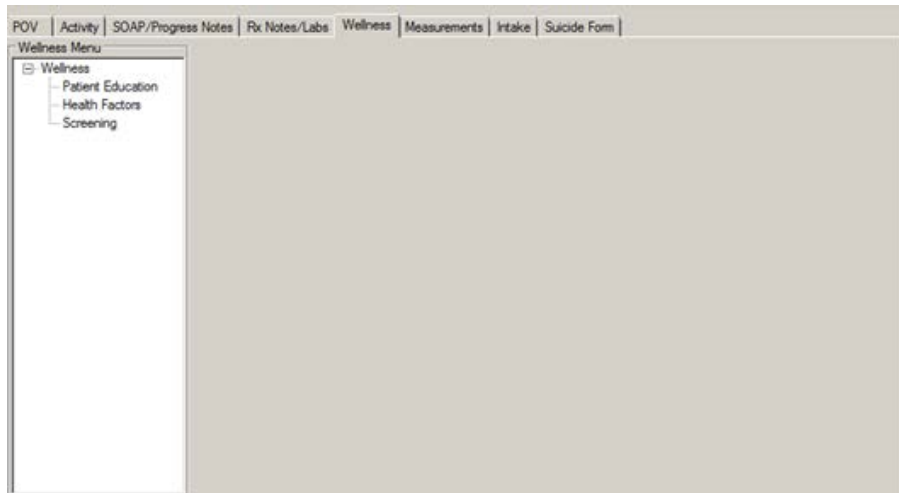 POV Activity SOAP/Progress Notes Rx Notes/Labs Wellness Measurements Intake Suicide Form
Wellness Menu
Wellness
Patient Education
Health Factors
Screening